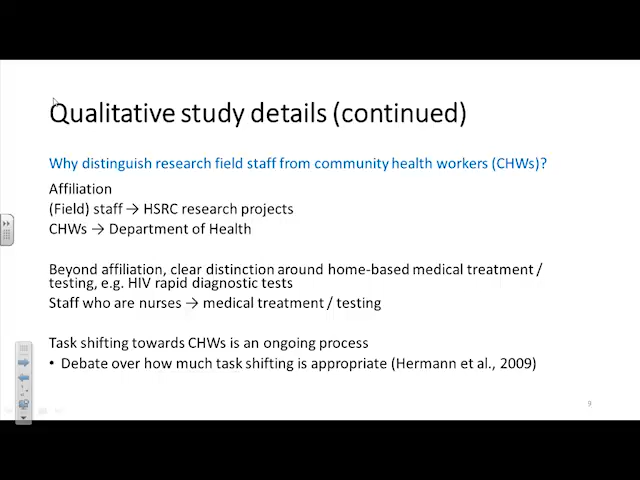 Qualitative study details (continued)
Why distinguish research field staff from community health workers (CHWs)?
Affiliation
(Field) staff → HSRC research projects
CHWs → Department of Health
Beyond affiliation, clear distinction around home-based medical treatment /
testing, e.g. HIV rapid diagnostic tests
Staff who are nurses → medical treatment / testing
Task shifting towards CHWs is an ongoing process
• Debate over how much task shifting is appropriate (Hermann et al., 2009)
9